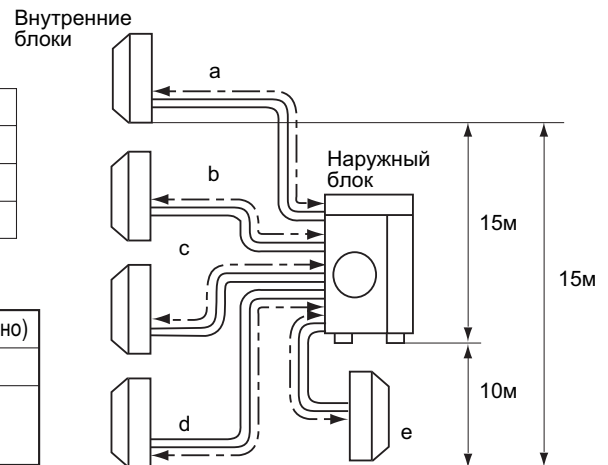 Внутренние
блоки
a
Наружный
блок
b
15м
c
15м
но)
10м
d
e